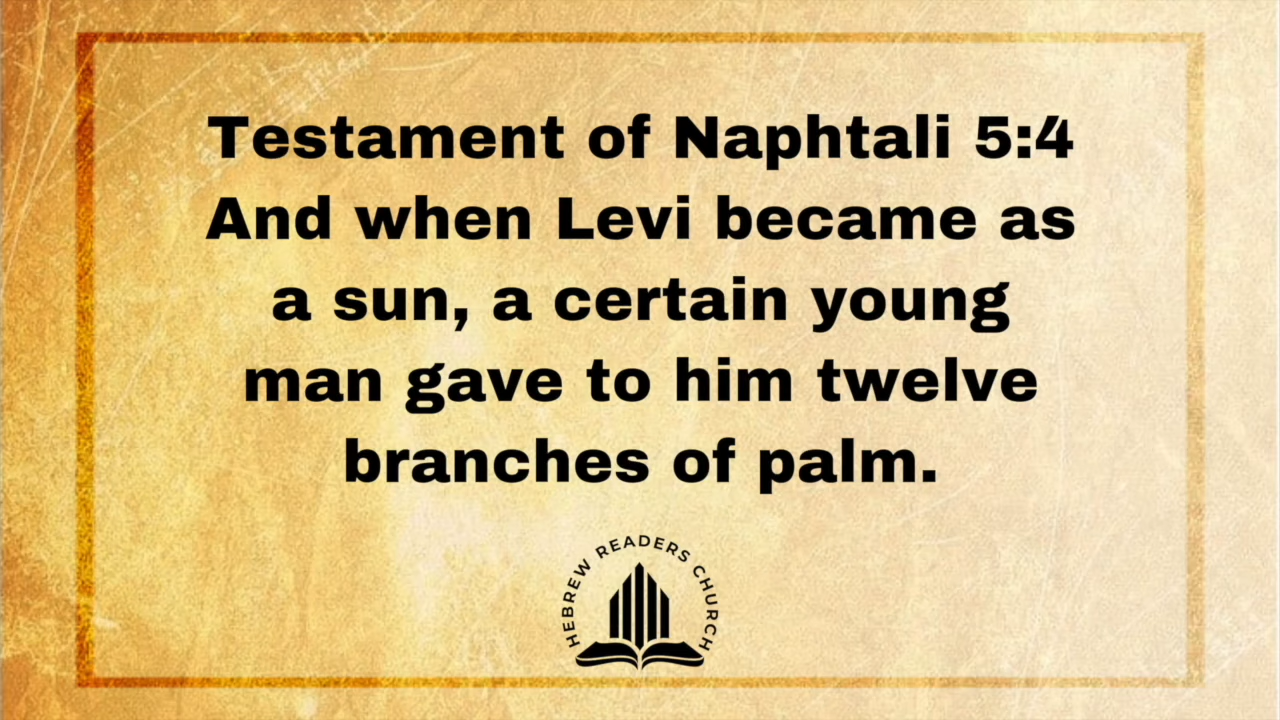 Testament of Naphtali 5:4
And when Levi became as
a sun, a certain young
man gave to him twelve
branches of palm.
HEBREW READERS CHURCH